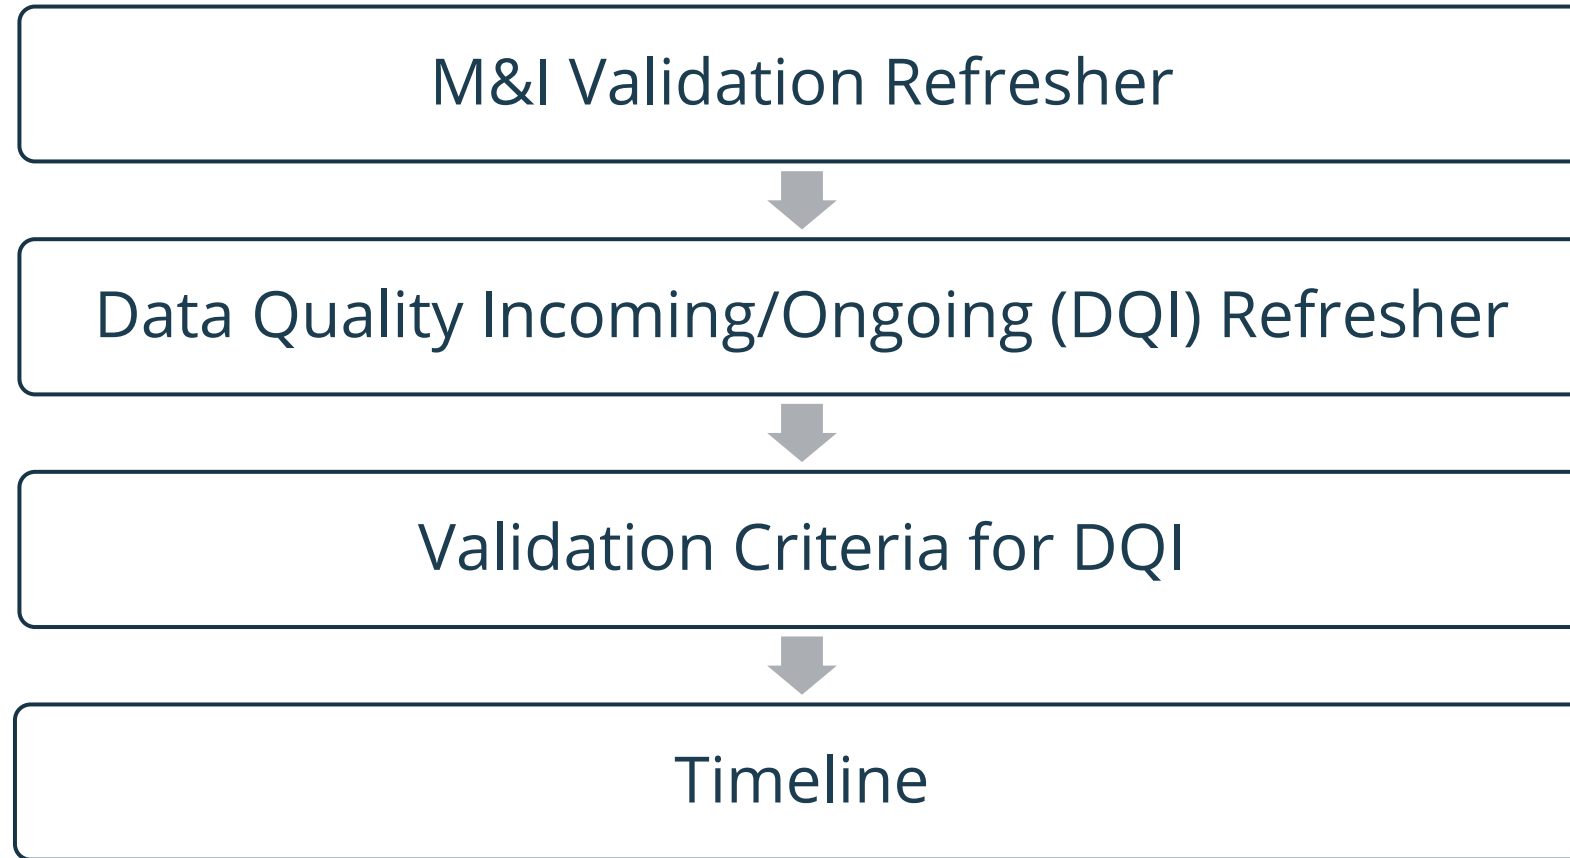 M&I Validation Refresher
Data Quality Incoming/Ongoing (DQI) Refresher
Validation Criteria for DQI
Timeline